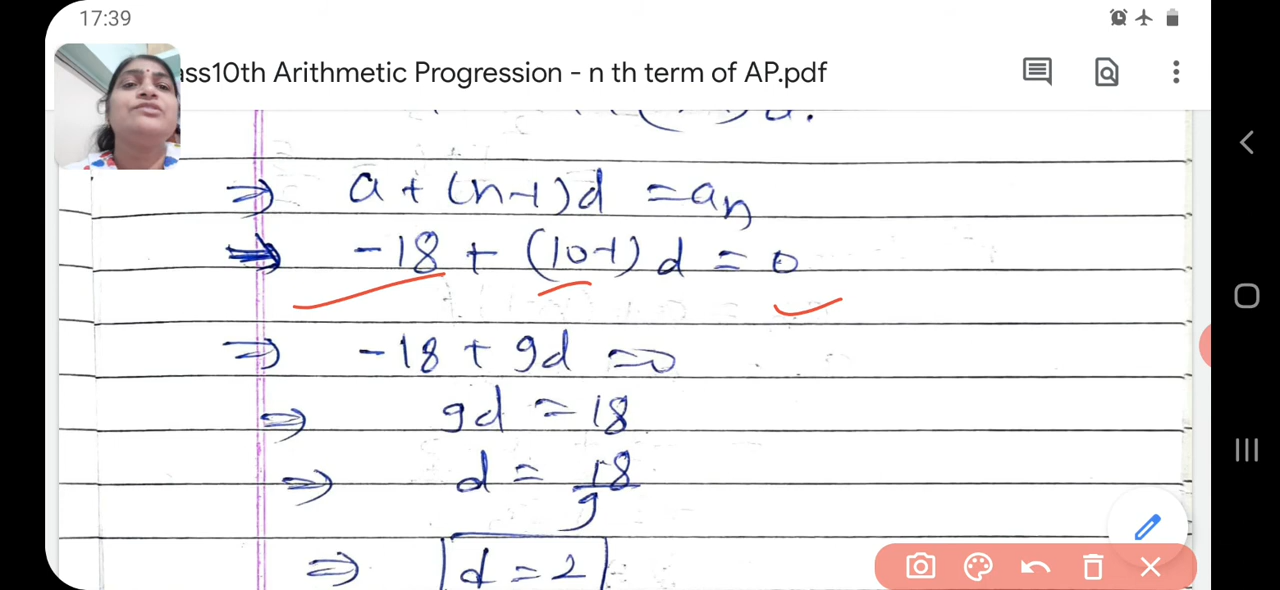 17:39
ass10th Arithmetic Progression - n th term of AP.pdf
d.
⇒ a + (n-1)d = an
⇒ -18 + (10-1)d = 0
⇒ -18 + 9d = 0
⇒ 9d = 18
⇒ d = 18/9
⇒ d = 2